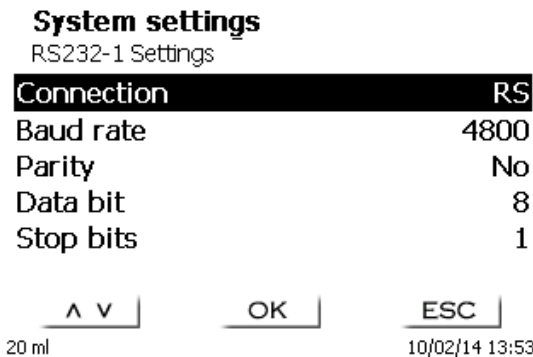 System settings
RS232-1 Settings
Connection RS
Baud rate 4800
Parity No
Data bit 8
Stop bits 1
∧ ∨ OK ESC
20 ml 10/02/14 13:53